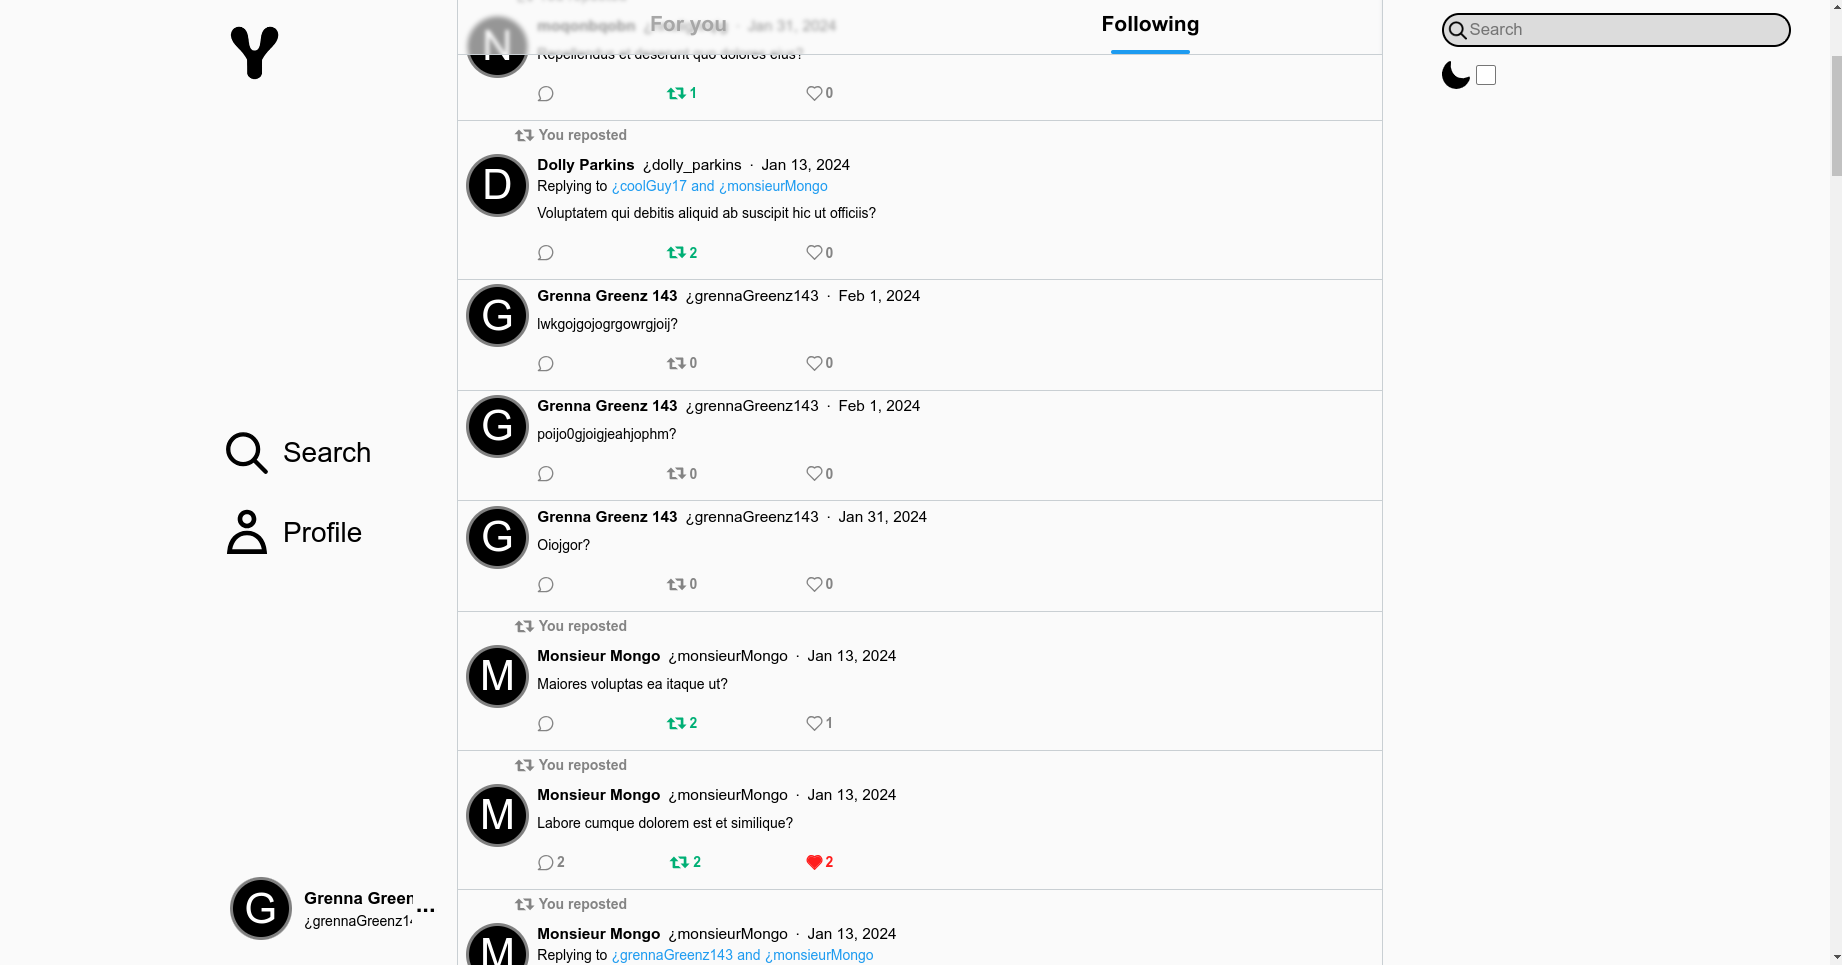 Y
For you
Following
Search
N
Jan 31, 2024
Repellendus et deserunt quo dolores eius?
1
0
You reposted
D
Dolly Parkins ¿dolly_parkins · Jan 13, 2024
Replying to ¿coolGuy17 and ¿monsieurMongo
Voluptatem qui debitis aliquid ab suscipit hic ut officiis?
2
0
G
Grenna Greenz 143 ¿grennaGreenz143 · Feb 1, 2024
lwkgojgojogrgowrgjoij?
0
0
G
Grenna Greenz 143 ¿grennaGreenz143 · Feb 1, 2024
poijo0gjoigjeahjophm?
0
0
Search
Profile
G
Grenna Greenz 143 ¿grennaGreenz143 · Jan 31, 2024
Oiojgor?
0
0
You reposted
M
Monsieur Mongo ¿monsieurMongo · Jan 13, 2024
Maiores voluptas ea itaque ut?
2
1
You reposted
M
Monsieur Mongo ¿monsieurMongo · Jan 13, 2024
Labore cumque dolorem est et similique?
2
2
2
You reposted
M
Monsieur Mongo ¿monsieurMongo · Jan 13, 2024
Replying to ¿grennaGreenz143 and ¿monsieurMongo
G
Grenna Green
¿grennaGreenz14
...